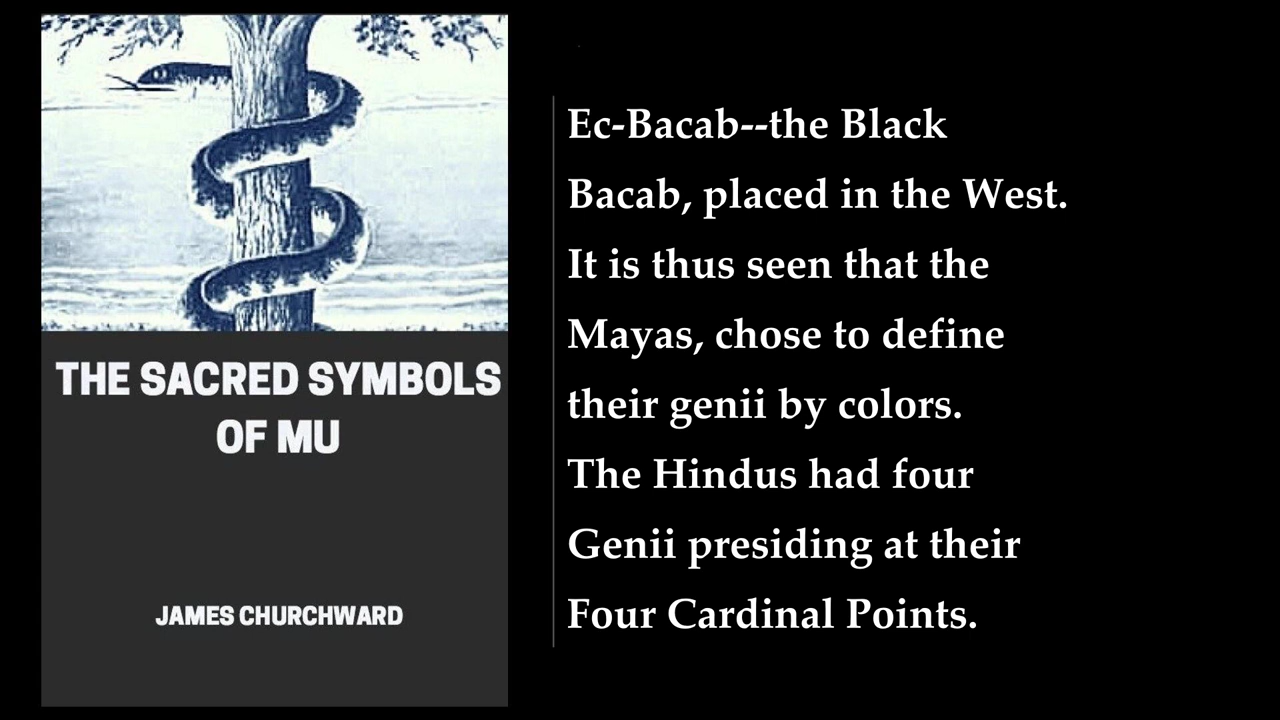 THE SACRED SYMBOLS
OF MU
JAMES CHURCHWARD
Ec-Bacab--the Black
Bacab, placed in the West.
It is thus seen that the
Mayas, chose to define
their genii by colors.
The Hindus had four
Genii presiding at their
Four Cardinal Points.